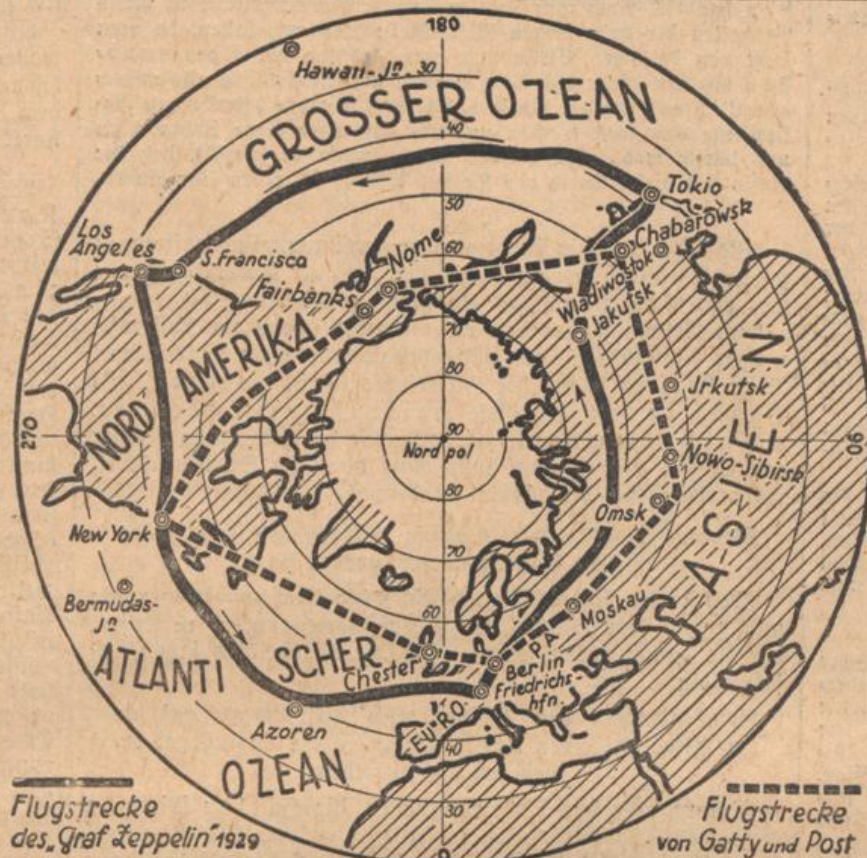 180
Hawaii-Jn.
30
GROSSER OZEAN
40
50
Tokio
Los Angeles
S.Francisco
60
Chabarowsk
Nome
Wladiwostok
Fairbanks
70
Jakutsk
AMERIKA
80
NORD
Jrkutsk
ASIEN
270
90
90
Nordpol
Nowo-Sibirsk
80
Omsk
New York
70
Bermudas-Jn
60
Moskau
ATLANTI
SCHER
Chester
Berlin
Friedrichs-
hfn.
EURO
PA
Azoren
40
OZEAN
30
0
Flugstrecke
des „Graf Zeppelin" 1929
Flugstrecke
von Gatty und Post